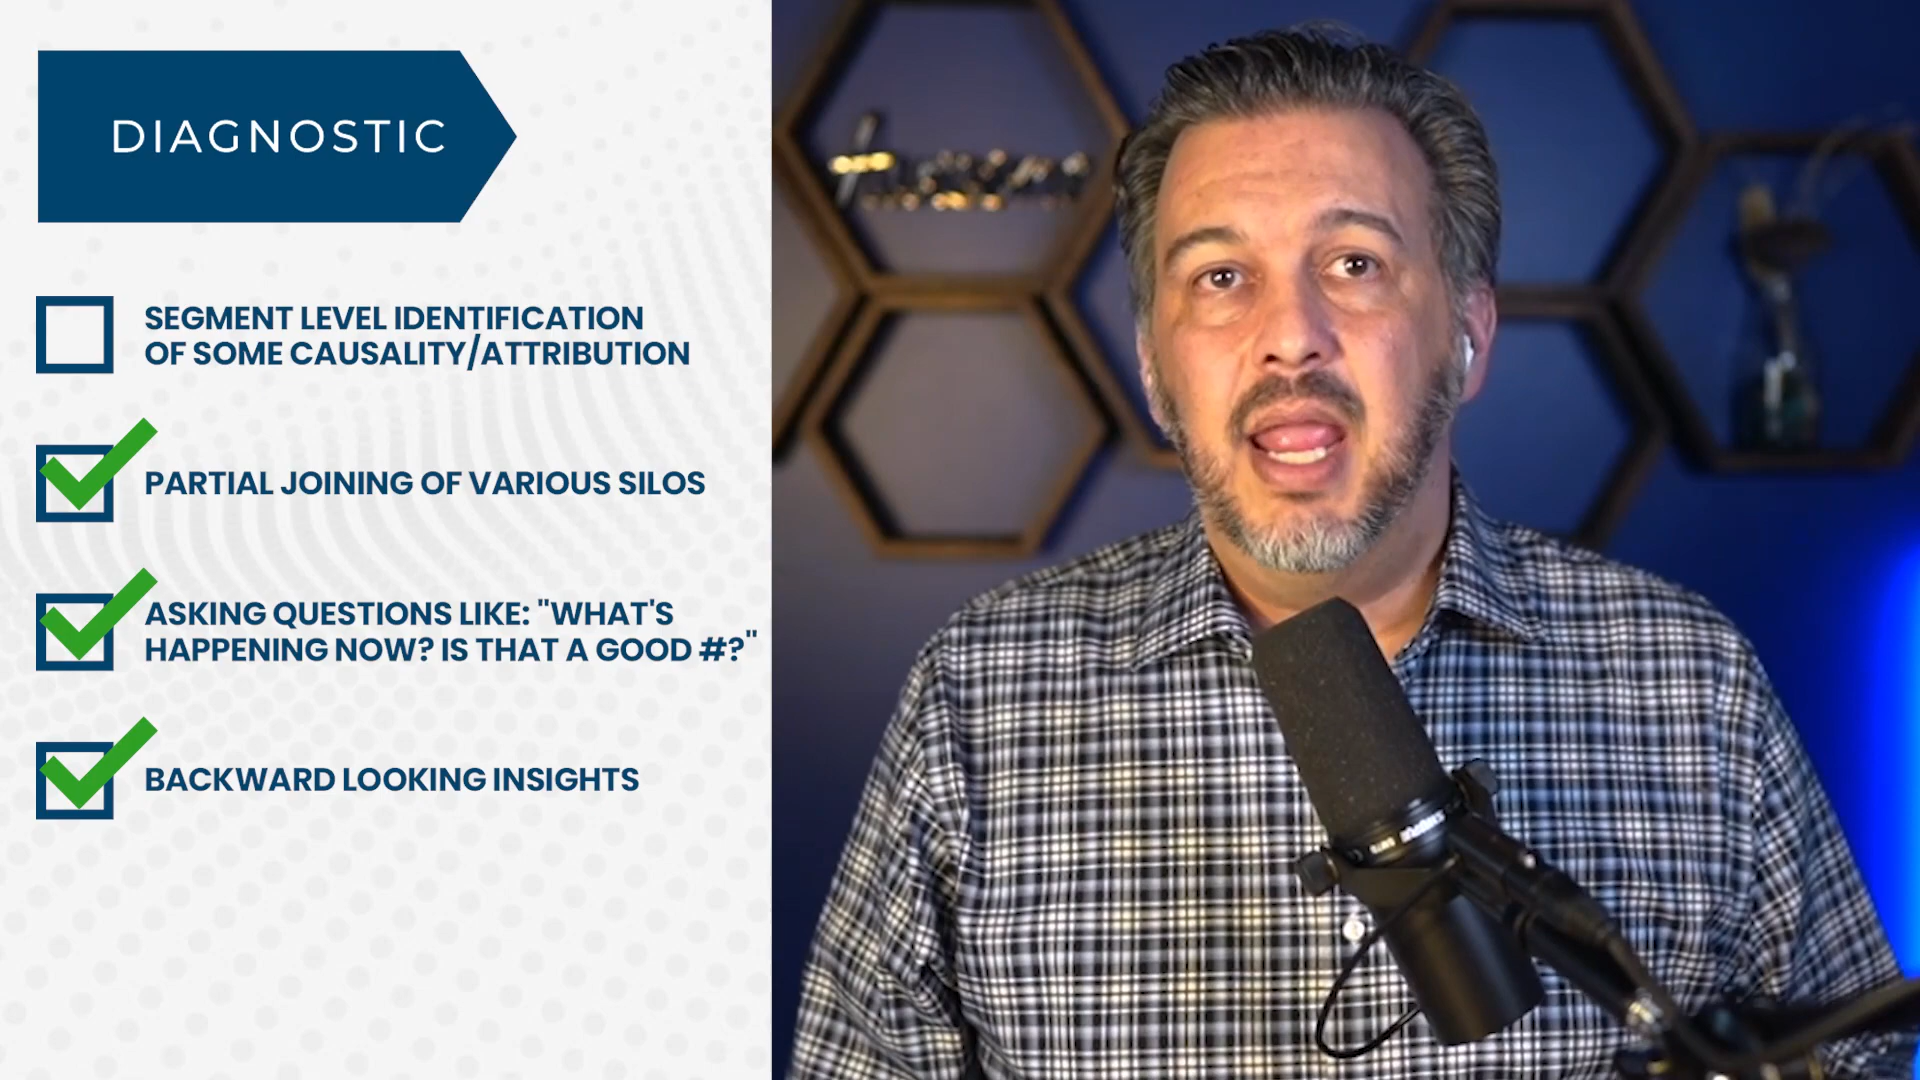 DIAGNOSTIC
SEGMENT LEVEL IDENTIFICATION
OF SOME CAUSALITY/ATTRIBUTION
PARTIAL JOINING OF VARIOUS SILOS
ASKING QUESTIONS LIKE: "WHAT'S
HAPPENING NOW? IS THAT A GOOD #?"
BACKWARD LOOKING INSIGHTS